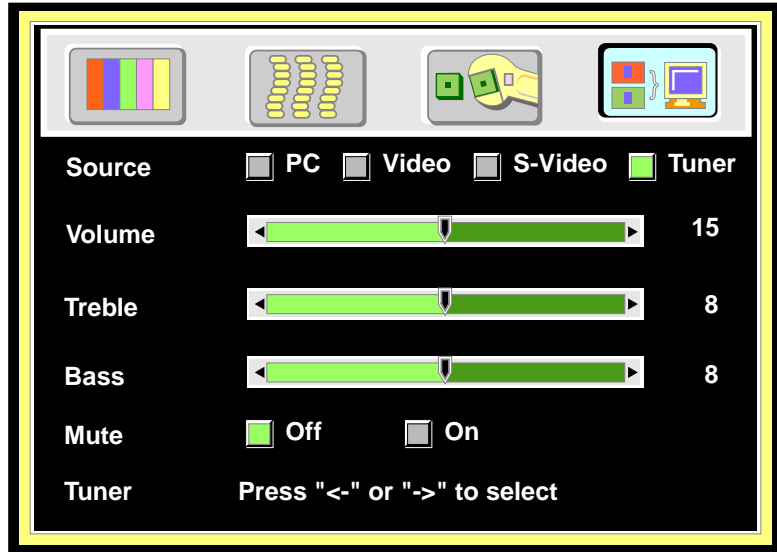 Source PC Video S-Video Tuner
Volume 15
Treble 8
Bass 8
Mute Off On
Tuner Press "<-" or "->" to select